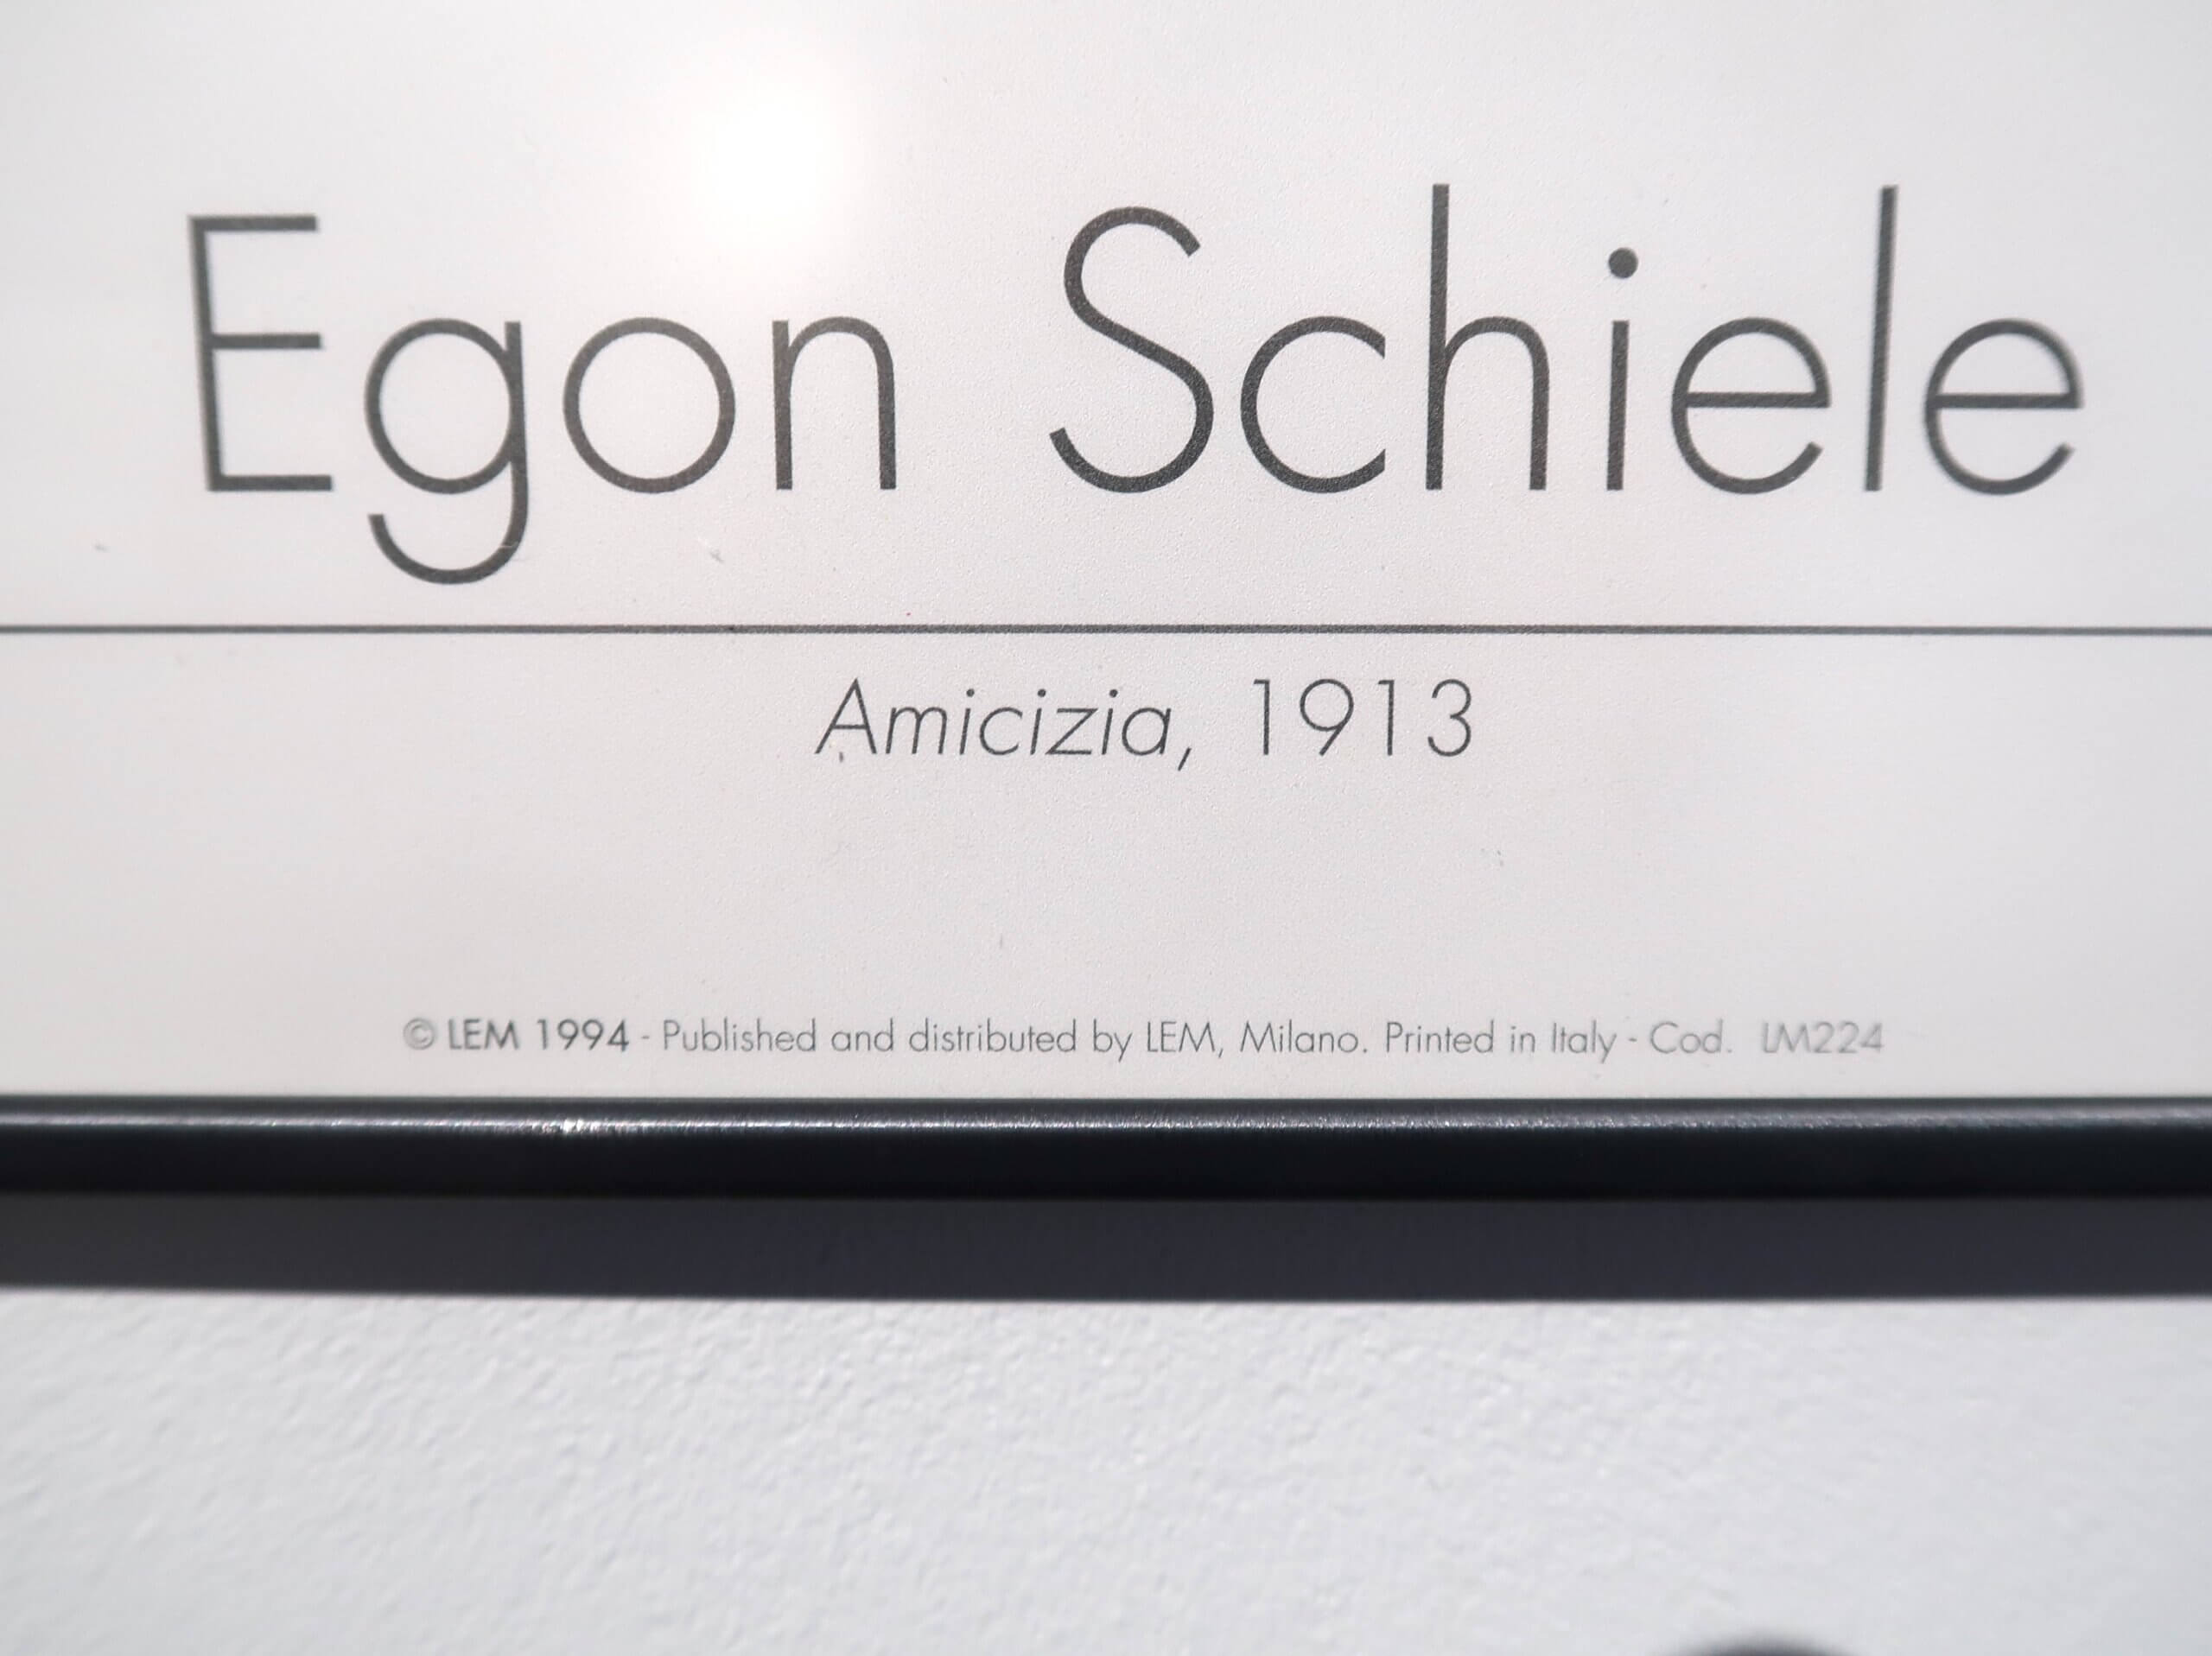 Egon Schiele
Amicizia, 1913
© LEM 1994 - Published and distributed by LEM, Milano. Printed in Italy - Cod. LM224